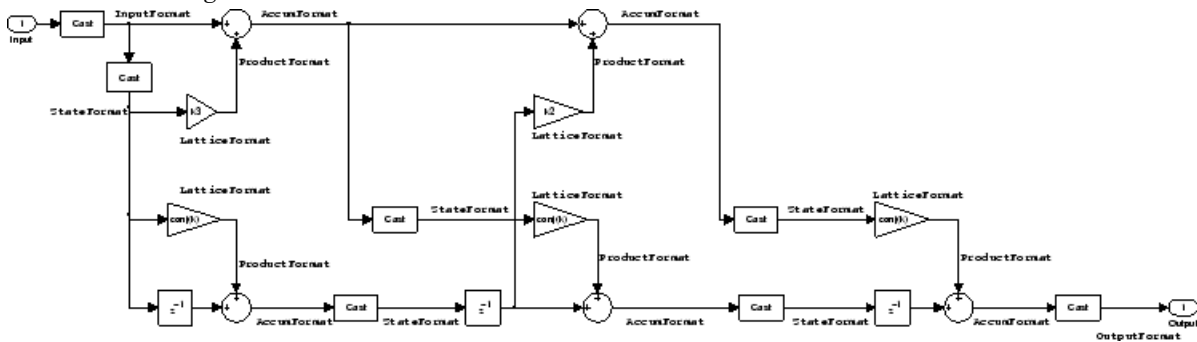 1
Cast
InputFormat
AccumFormat
AccumFormat
Input
Cast
ProductFormat
ProductFormat
StateFormat
k3
k2
LatticeFormat
LatticeFormat
LatticeFormat
LatticeFormat
LatticeFormat
conj(k)
Cast
StateFormat
conj(k)
Cast
StateFormat
conj(k)
ProductFormat
ProductFormat
ProductFormat
z⁻¹
Cast
z⁻¹
Cast
z⁻¹
Cast
1
AccumFormat
StateFormat
AccumFormat
StateFormat
AccumFormat
Output
OutputFormat